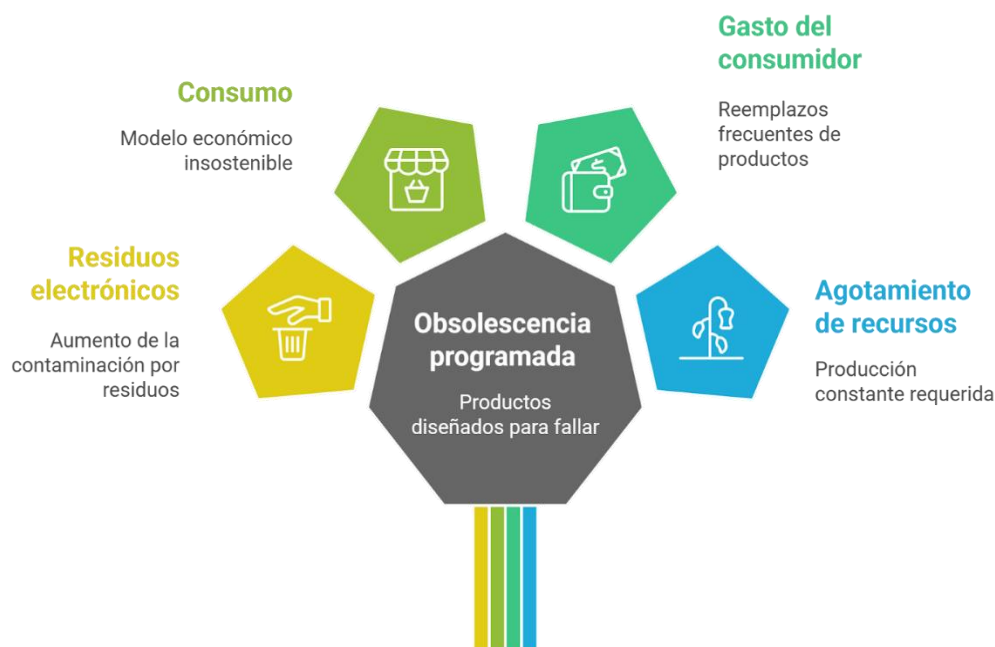 Gasto del
consumidor
Reemplazos
frecuentes de
productos
Consumo
Modelo económico
insostenible
Residuos
electrónicos
Aumento de la
contaminación por
residuos
Obsolescencia
programada
Productos
diseñados para fallar
Agotamiento
de recursos
Producción
constante requerida